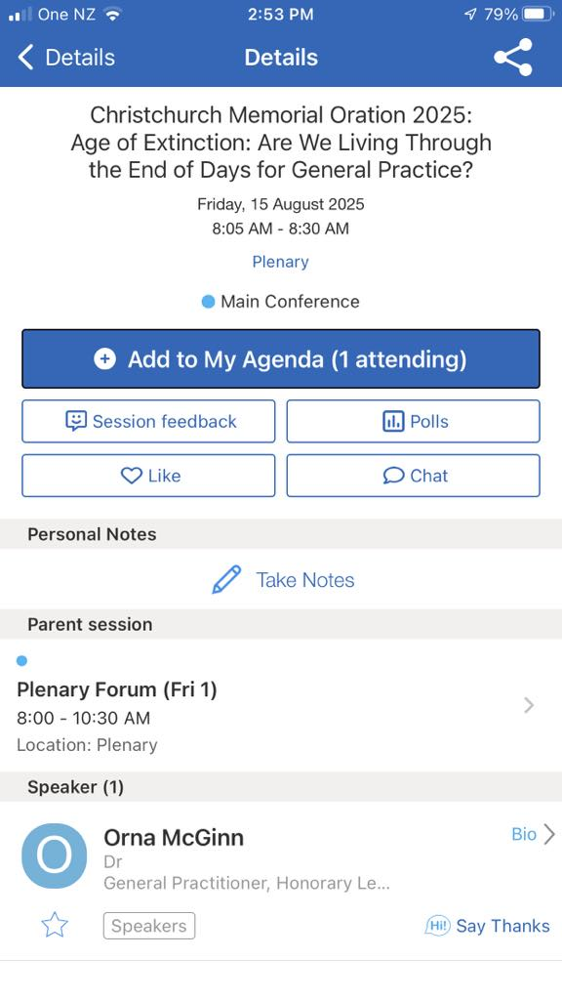 One NZ 2:53 PM 79%
Details Details
Christchurch Memorial Oration 2025:
Age of Extinction: Are We Living Through
the End of Days for General Practice?
Friday, 15 August 2025
8:05 AM - 8:30 AM
Plenary
Main Conference
Add to My Agenda (1 attending)
Session feedback Polls
Like Chat
Personal Notes
Take Notes
Parent session
Plenary Forum (Fri 1)
8:00 - 10:30 AM
Location: Plenary
Speaker (1)
O Orna McGinn Bio
Dr
General Practitioner, Honorary Le...
Speakers Hi! Say Thanks